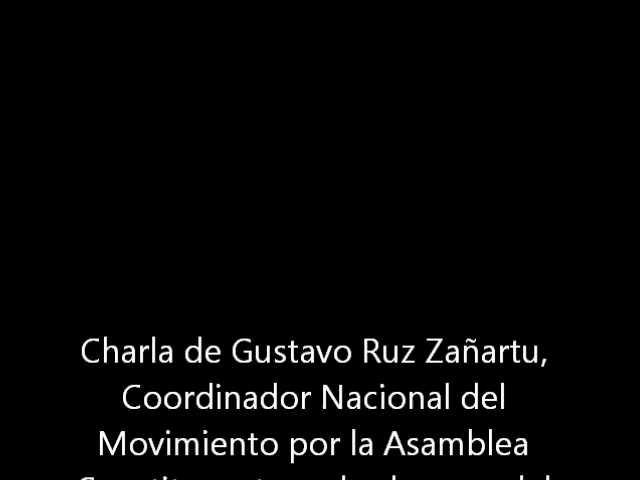 Charla de Gustavo Ruz Zañartu,
Coordinador Nacional del
Movimiento por la Asamblea